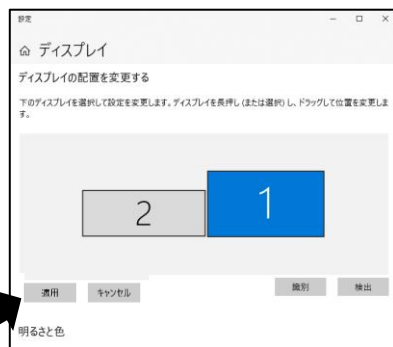 設定
ディスプレイ
ディスプレイの配置を変更する
下のディスプレイを選択して設定を変更します。ディスプレイを長押し (または選択) し、ドラッグして位置を変更しま
す。
2
1
適用
キャンセル
識別
検出
明るさと色